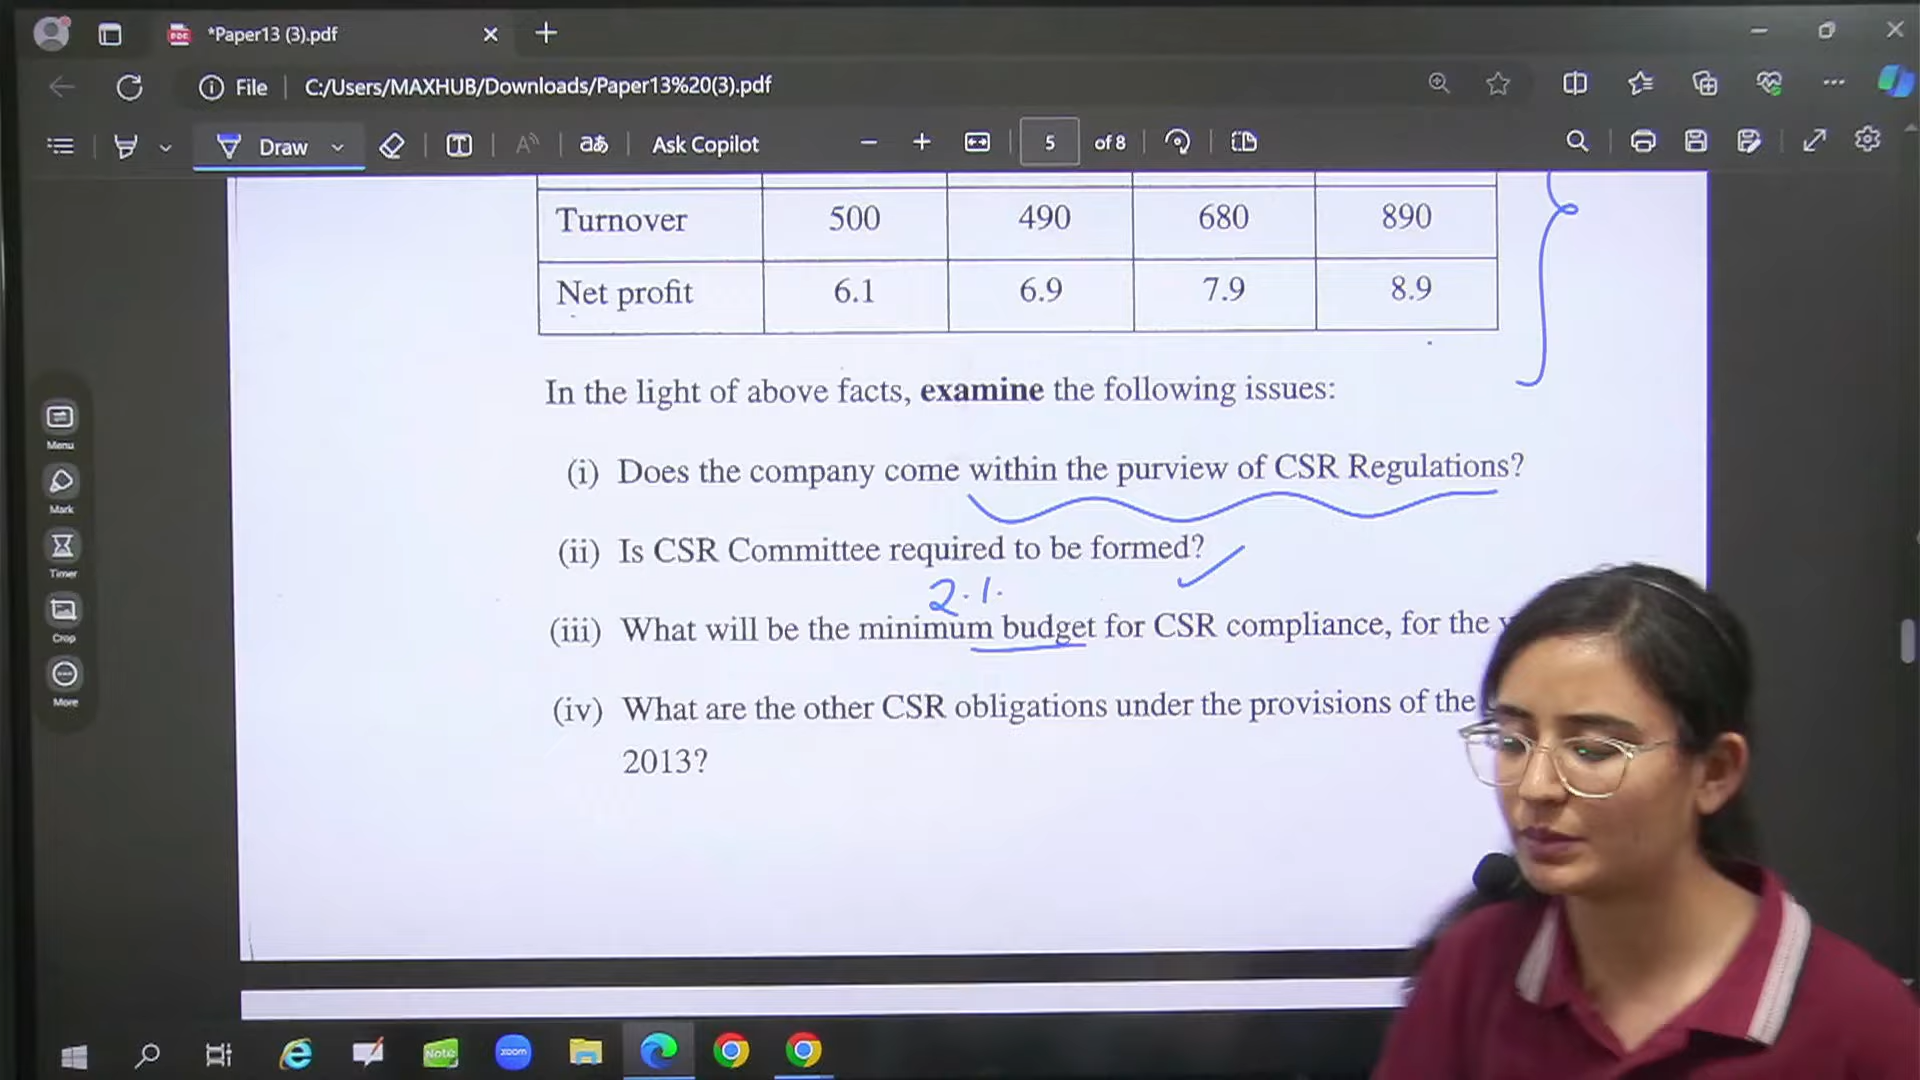 *Paper13 (3).pdf
File C:/Users/MAXHUB/Downloads/Paper13%20(3).pdf
Draw Ask Copilot 5 of 8
Turnover 500 490 680 890
Net profit 6.1 6.9 7.9 8.9
In the light of above facts, examine the following issues:
(i) Does the company come within the purview of CSR Regulations?
(ii) Is CSR Committee required to be formed?
2.1.
(iii) What will be the minimum budget for CSR compliance, for the
(iv) What are the other CSR obligations under the provisions of the
2013?
Menu
Mark
Timer
Crop
More
Note
zoom